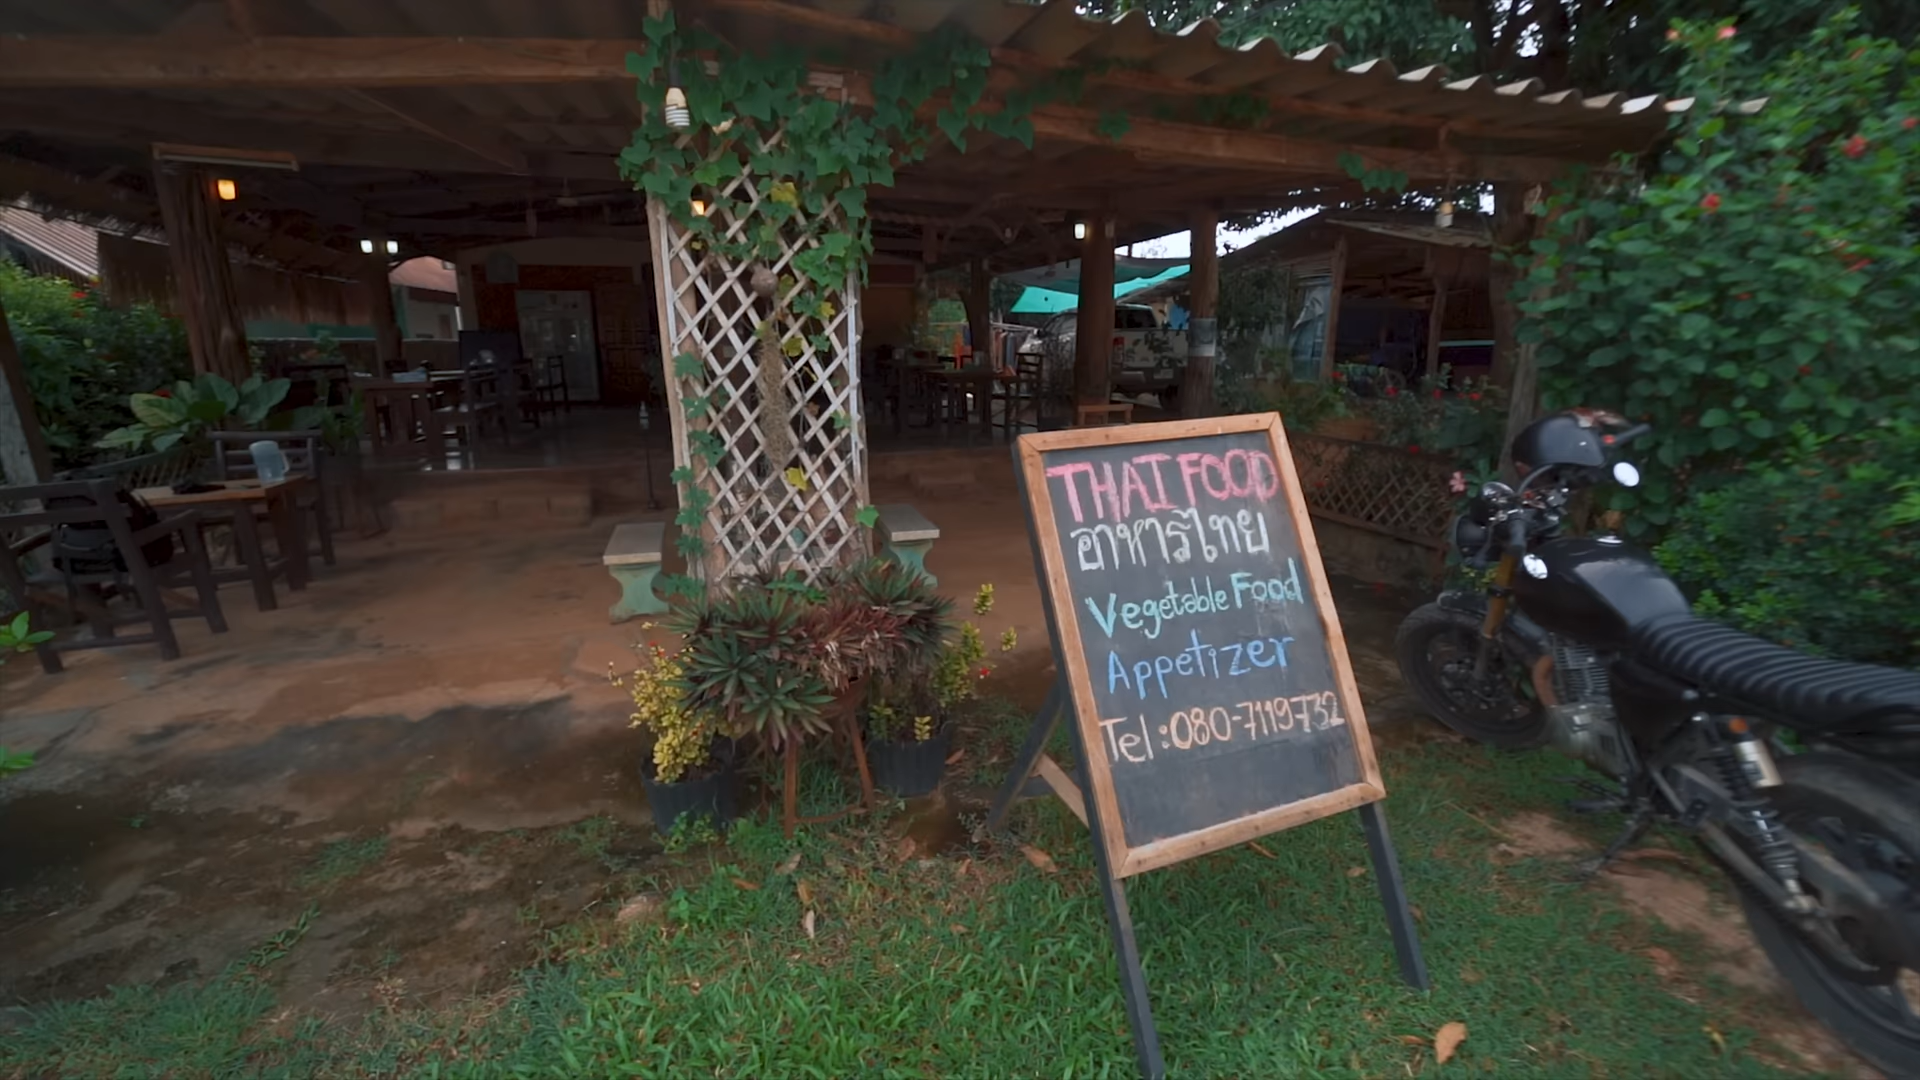 THAI FOOD
อาหารไทย
Vegetable Food
Appetizer
Tel:080-7119732